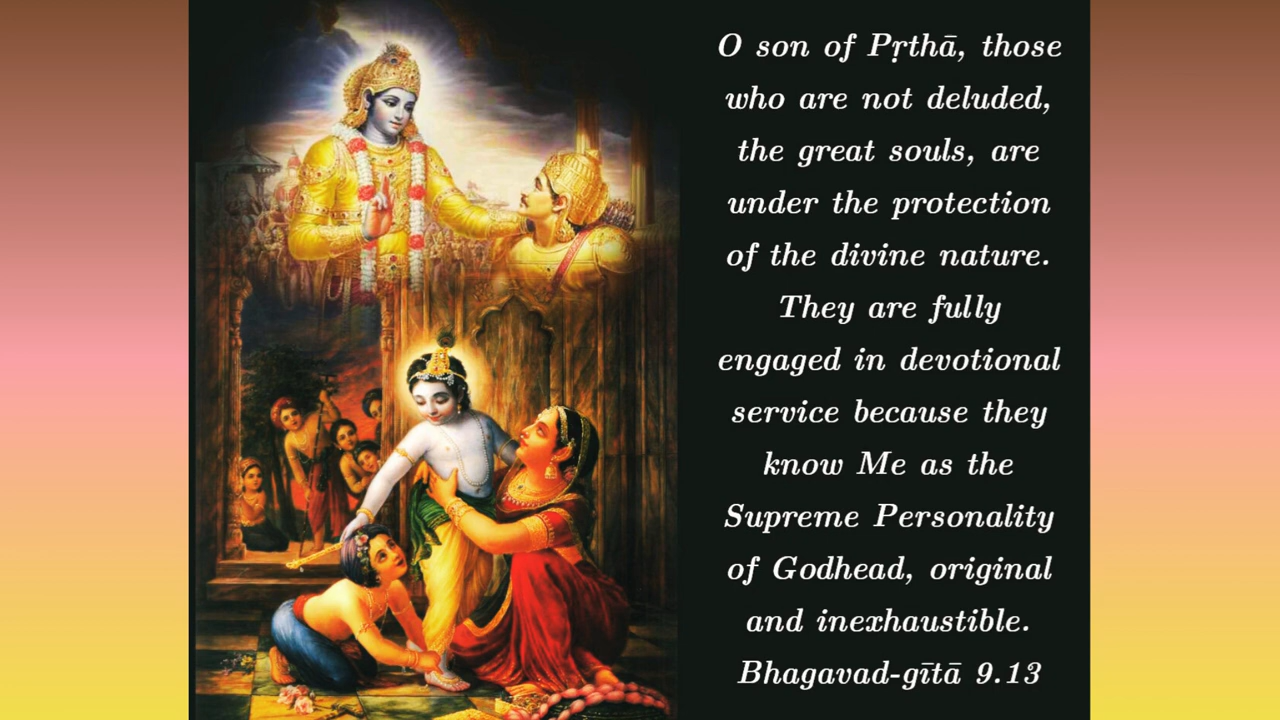 O son of Pṛthā, those
who are not deluded,
the great souls, are
under the protection
of the divine nature.
They are fully
engaged in devotional
service because they
know Me as the
Supreme Personality
of Godhead, original
and inexhaustible.
Bhagavad-gītā 9.13